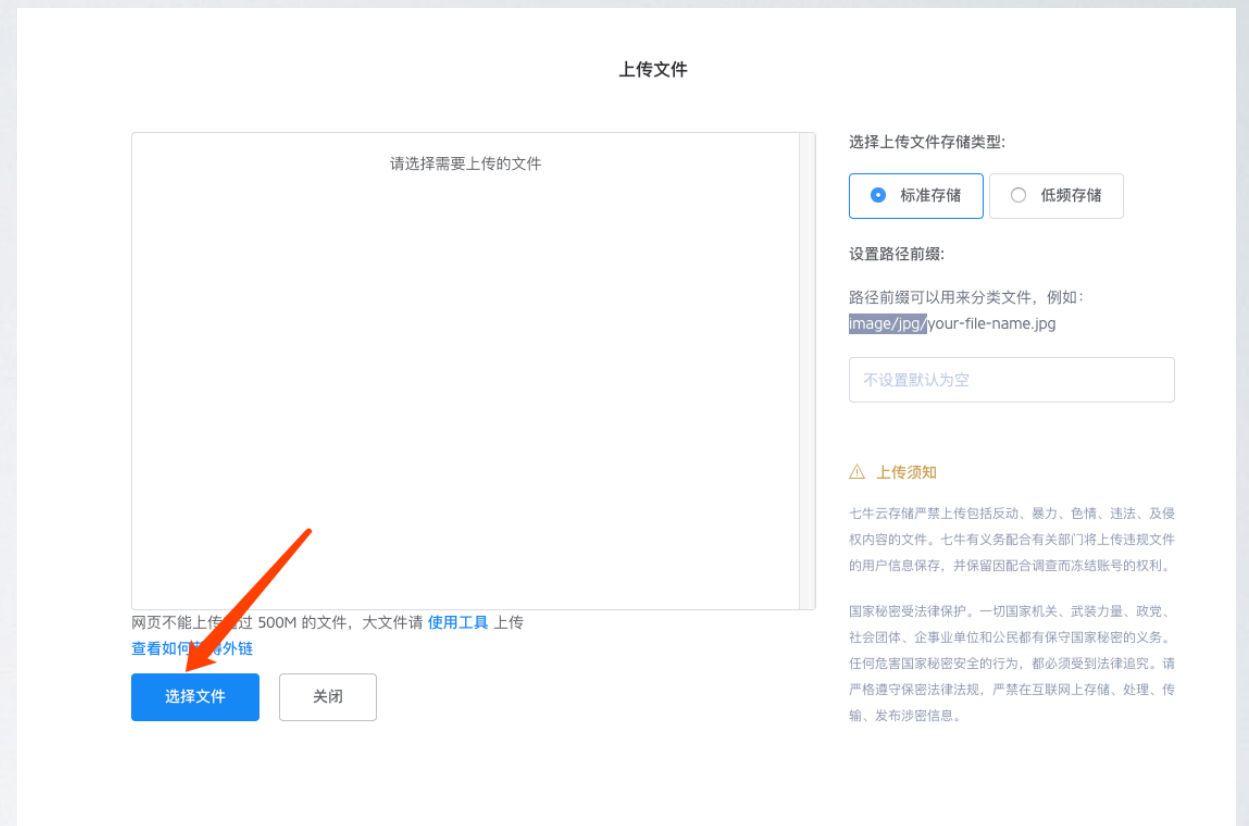 上传文件
请选择需要上传的文件
网页不能上传 过 500M 的文件，大文件请 使用工具 上传
查看如何 外链
选择文件
关闭
选择上传文件存储类型:
标准存储
低频存储
设置路径前缀:
路径前缀可以用来分类文件，例如：
image/jpg/your-file-name.jpg
不设置默认为空
上传须知
七牛云存储严禁上传包括反动、暴力、色情、违法、及侵
权内容的文件。七牛有义务配合有关部门将上传违规文件
的用户信息保存，并保留因配合调查而冻结账号的权利。
国家秘密受法律保护。一切国家机关、武装力量、政党、
社会团体、企事业单位和公民都有保守国家秘密的义务。
任何危害国家秘密安全的行为，都必须受到法律追究。请
严格遵守保密法律法规，严禁在互联网上存储、处理、传
输、发布涉密信息。